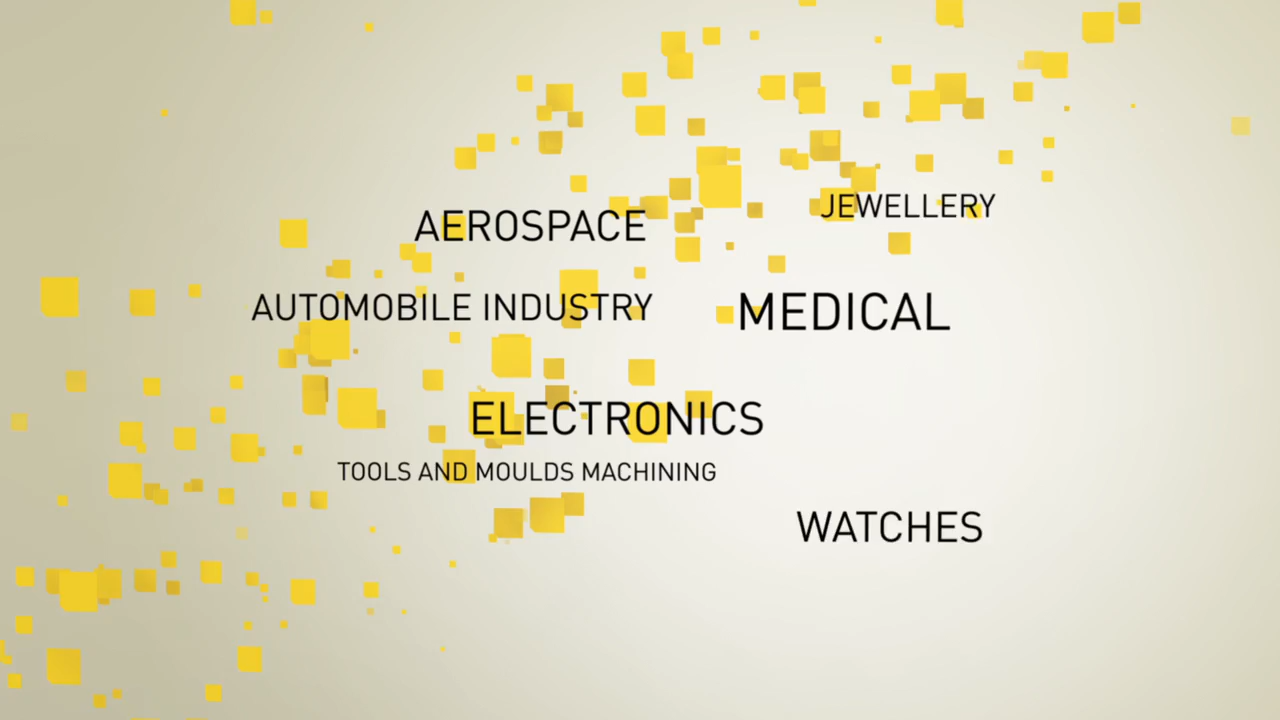 JEWELLERY
AEROSPACE
AUTOMOBILE INDUSTRY
MEDICAL
ELECTRONICS
TOOLS AND MOULDS MACHINING
WATCHES